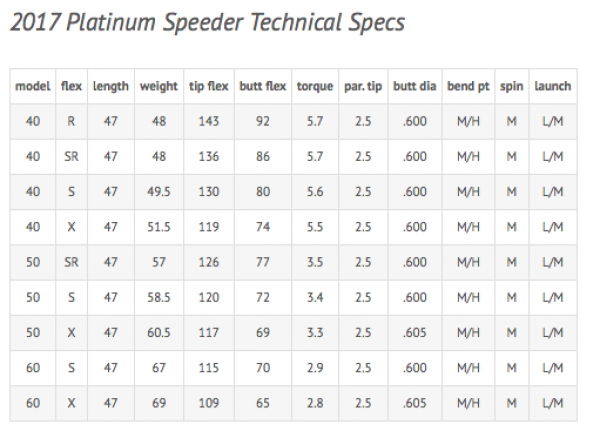 2017 Platinum Speeder Technical Specs
model flex length weight tip flex butt flex torque par. tip butt dia bend pt spin launch
40 R 47 48 143 92 5.7 2.5 .600 M/H M L/M
40 SR 47 48 136 86 5.7 2.5 .600 M/H M L/M
40 S 47 49.5 130 80 5.6 2.5 .600 M/H M L/M
40 X 47 51.5 119 74 5.5 2.5 .600 M/H M L/M
50 SR 47 57 126 77 3.5 2.5 .600 M/H M L/M
50 S 47 58.5 120 72 3.4 2.5 .600 M/H M L/M
50 X 47 60.5 117 69 3.3 2.5 .605 M/H M L/M
60 S 47 67 115 70 2.9 2.5 .600 M/H M L/M
60 X 47 69 109 65 2.8 2.5 .605 M/H M L/M